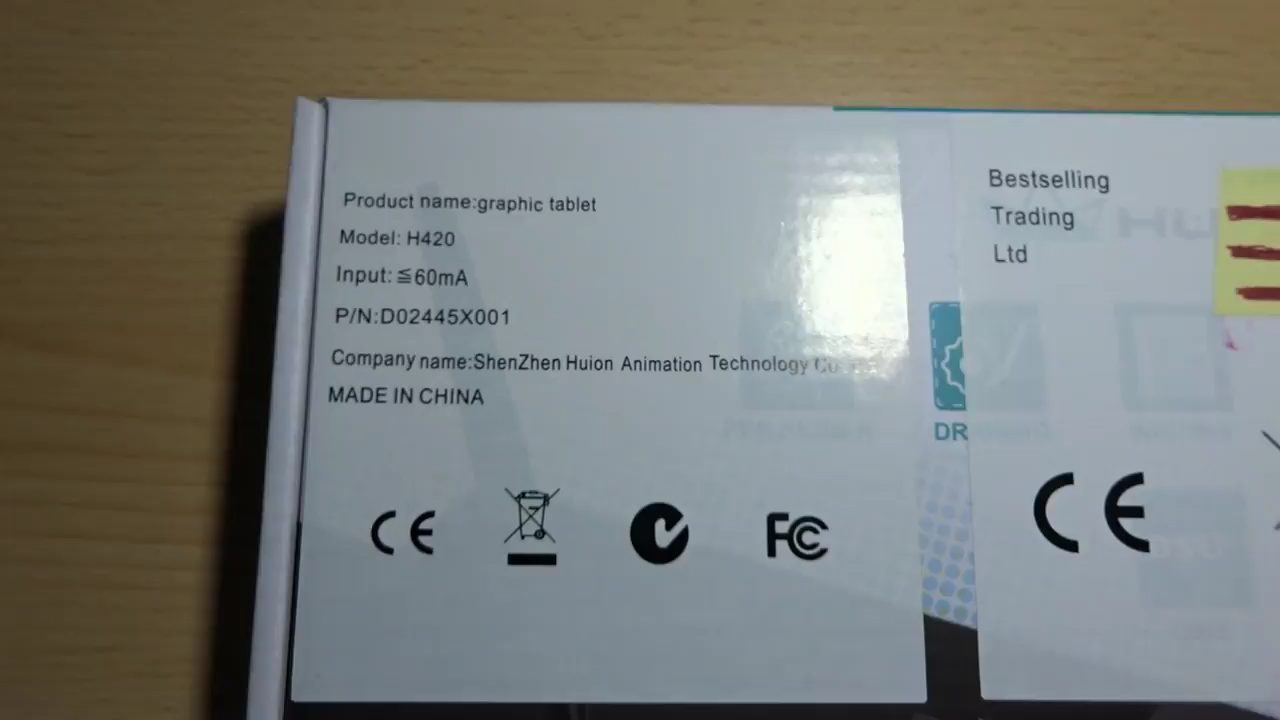 Product name:graphic tablet
Model: H420
Input: ≦60mA
P/N:D02445X001
Company name:ShenZhen Huion Animation Technology
MADE IN CHINA
CE
FC
Bestselling
Trading
Ltd
CE